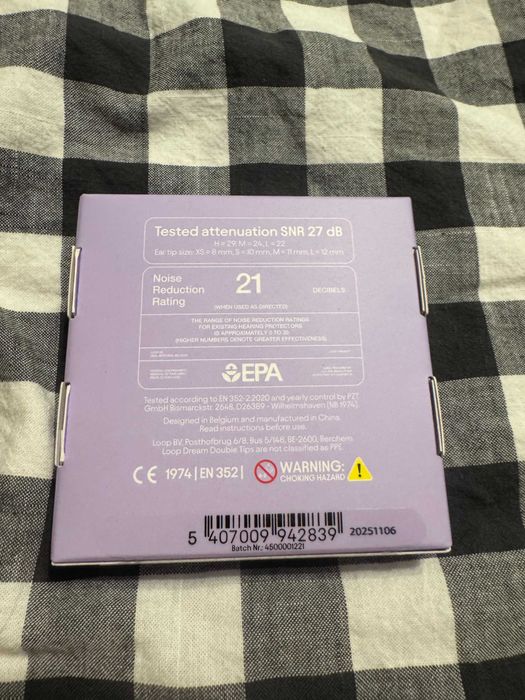 Tested attenuation SNR 27 dB
H = 29, M = 24, L = 22
Ear tip size: XS = 8 mm, S = 10 mm, M = 11 mm, L = 12 mm
Noise Reduction Rating
21
DECIBELS
(WHEN USED AS DIRECTED)
THE RANGE OF NOISE REDUCTION RATINGS
FOR EXISTING HEARING PROTECTORS
IS APPROXIMATELY 0 TO 30
(HIGHER NUMBERS DENOTE GREATER EFFECTIVENESS)
EPA
Tested according to EN 352-2:2020 and yearly control by PZT
GmbH Bismarckstr. 264B, D26389 - Wilhelmshaven (NB 1974).
Designed in Belgium and manufactured in China.
Read instructions before use.
Loop BV, Posthofbrug 6/8, Bus 5/148, BE-2600, Berchem.
Loop Dream Double Tips are not classified as PPE.
CE 1974 | EN 352 |
WARNING:
CHOKING HAZARD
5 407009 942839
20251106
Batch Nr.: 4500001221